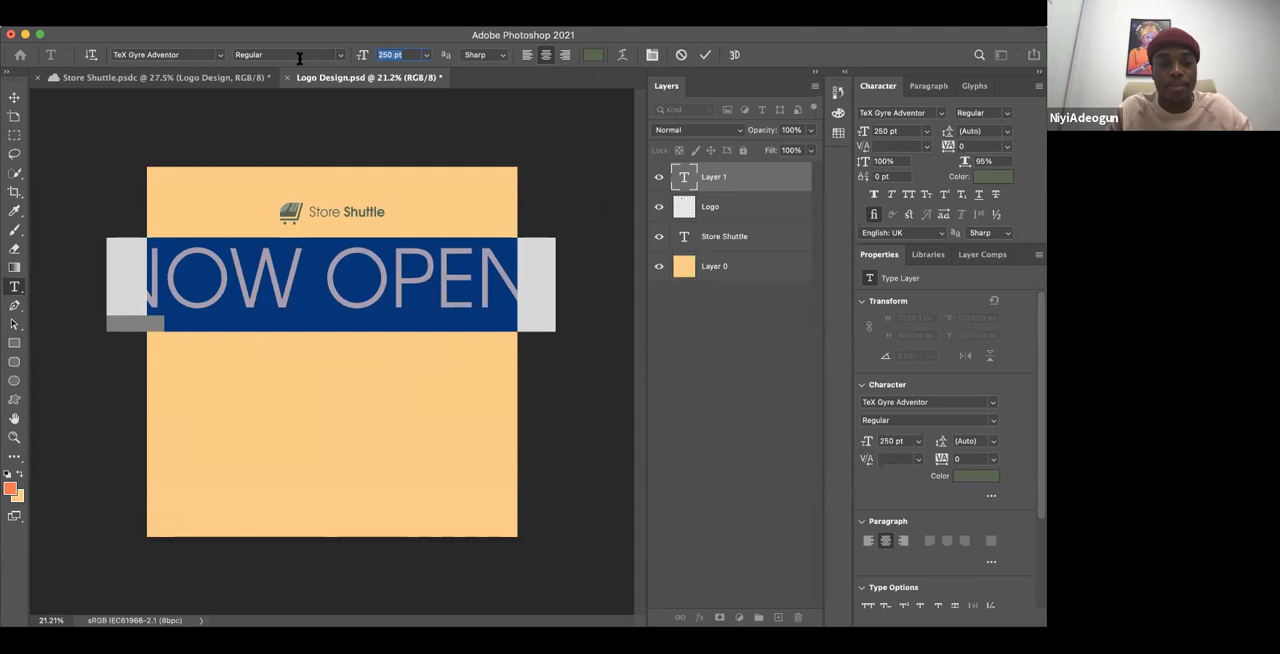 Adobe Photoshop 2021
T TeX Gyre Adventor Regular 250 pt Sharp 3D
Store Shuttle.psdc @ 27.5% (Logo Design, RGB/8) *
Logo Design.psd @ 21.2% (RGB/8) *
NiyiAdeogun
Store Shuttle
NOW OPEN
21.21% sRGB IEC61966-2.1 (8bpc)
Layers
Kind
Normal Opacity: 100%
Lock: Fill: 100%
T Layer 1
Logo
T Store Shuttle
Layer 0
fx
Character Paragraph Glyphs
TeX Gyre Adventor Regular
250 pt (Auto)
0
100% 95%
0 pt Color:
English: UK Sharp
Properties Libraries Layer Comps
T Type Layer
Transform
Character
TeX Gyre Adventor
Regular
250 pt (Auto)
0
Color
Paragraph
Type Options